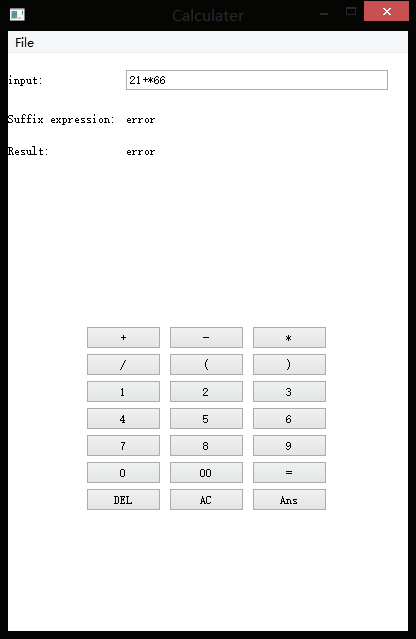 Calculater
File
input: 21+*66
Suffix expression: error
Result: error
+ - *
/ ( )
1 2 3
4 5 6
7 8 9
0 00 =
DEL AC Ans